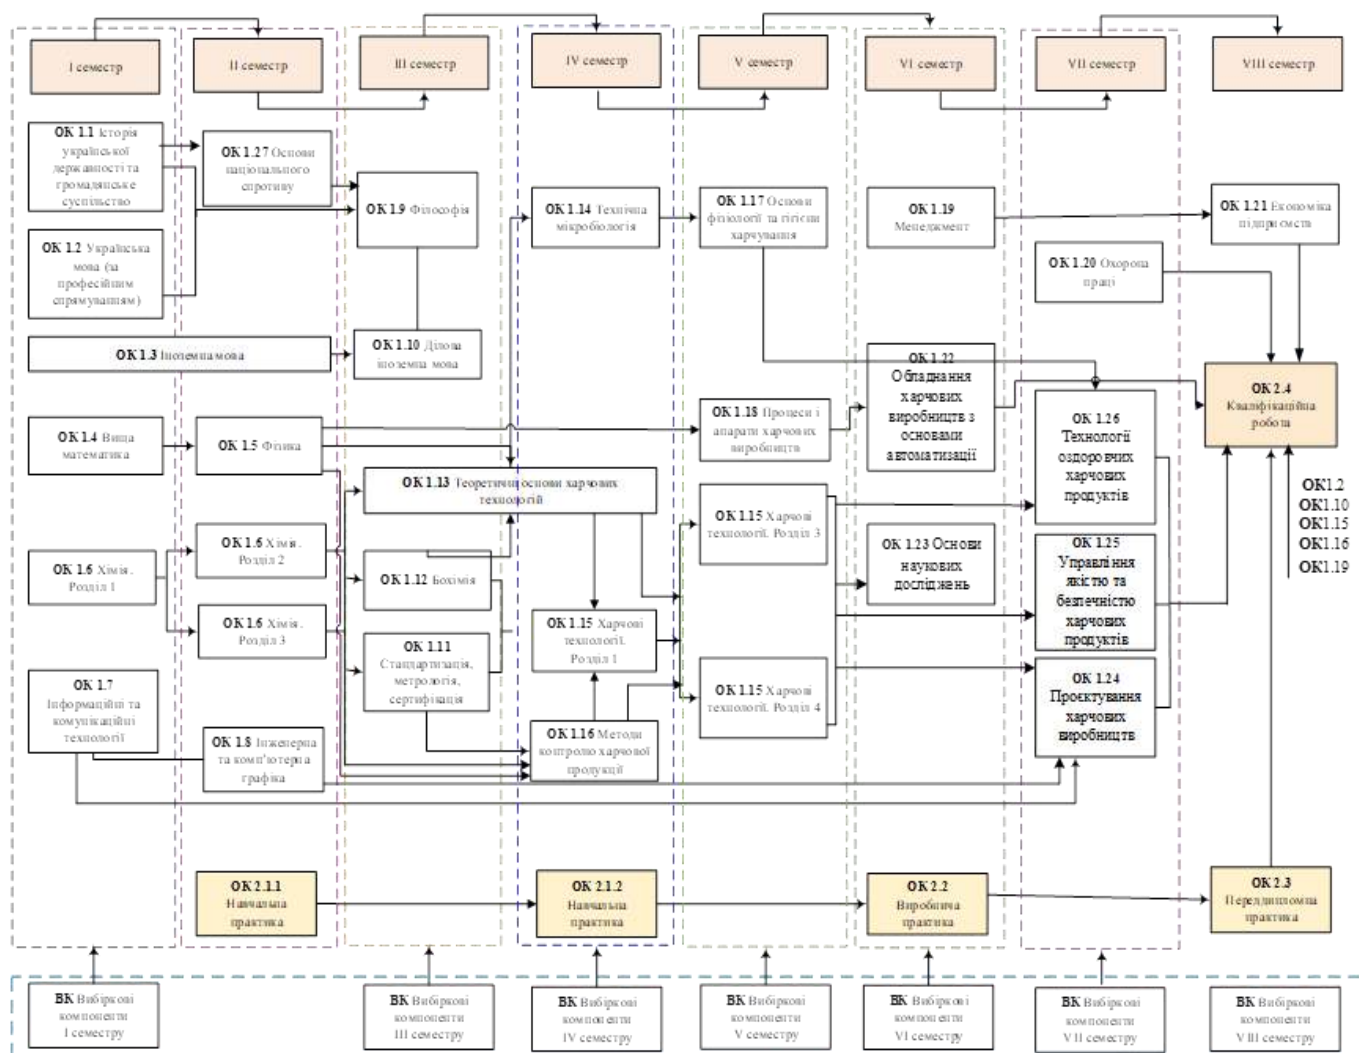 I семестр
II семестр
III семестр
IV семестр
V семестр
VI семестр
VII семестр
VIII семестр
ОК 1.1 Історія
української
державності та
громадянське
суспільство
ОК 1.2 Українська
мова (за
професійним
спрямуванням)
ОК 1.3 Іноземна мова
ОК 1.4 Вища
математика
ОК 1.6 Хімія.
Розділ 1
ОК 1.7
Інформаційні та
комунікаційні
технології
ОК 1.27 Основи
національного
спротиву
ОК 1.5 Фізика
ОК 1.6 Хімія.
Розділ 2
ОК 1.6 Хімія.
Розділ 3
ОК 1.8 Інженерна
та комп'ютерна
графіка
ОК 2.1.1
Навчальна
практика
ОК 1.9 Філософія
ОК 1.10 Ділова
іноземна мова
ОК 1.13 Теоретичні основи харчових
технологій
ОК 1.12 Бохімія
ОК 1.11
Стандартизація,
метрологія,
сертифікація
ОК 1.14 Технічна
мікробіологія
ОК 1.15 Харчові
технології.
Розділ 1
ОК 1.16 Методи
контролю харчової
продукції
ОК 2.1.2
Навчальна
практика
ОК 1.17 Основи
фізіології та гігієни
харчування
ОК 1.18 Процеси і
апарати харчових
виробництв
ОК 1.15 Харчові
технології. Розділ 3
ОК 1.15 Харчові
технології. Розділ 4
ОК 1.19
Менеджмент
ОК 1.22
Обладнання
харчових
виробництв з
основами
автоматизації
ОК 1.23 Основи
наукових
досліджень
ОК 2.2
Виробнича
практика
ОК 1.20 Охорона
праці
ОК 1.26
Технології
оздоровчих
харчових
продуктів
ОК 1.25
Управління
якістю та
безпечністю
харчових
продуктів
ОК 1.24
Проєктування
харчових
виробництв
ОК 1.21 Економіка
підприємств
ОК 2.4
Кваліфікаційна
робота
ОК1.2
ОК1.10
ОК1.15
ОК1.16
ОК1.19
ОК 2.3
Переддипломна
практика
ВК Вибіркові
компоненти
I семестру
ВК Вибіркові
компоненти
III семестру
ВК Вибіркові
компоненти
IV семестру
ВК Вибіркові
компоненти
V семестру
ВК Вибіркові
компоненти
VI семестру
ВК Вибіркові
компоненти
VII семестру
ВК Вибіркові
компоненти
VIII семестру